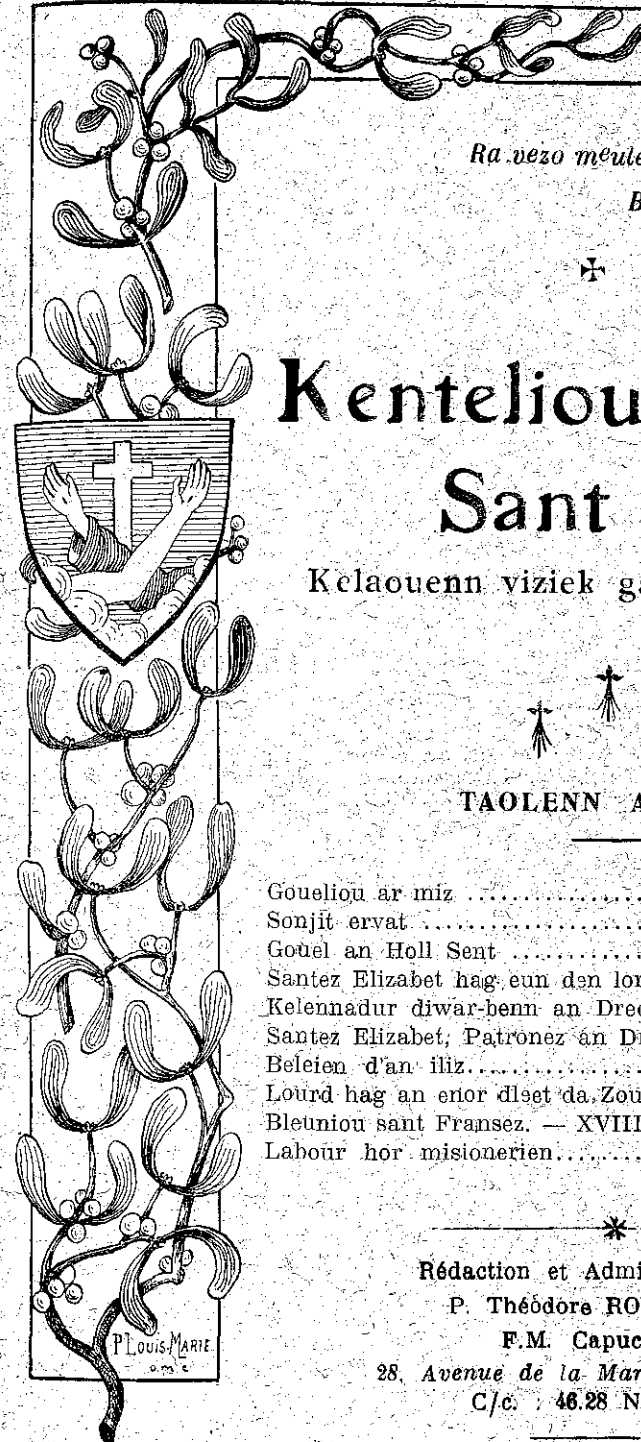 Ra vezo meule
B
Kenteliou
Sant
Kelaouenn viziek ga
TAOLENN A
Goueliou ar miz ....................
Sonjit ervat .........................
Gouel an Holl Sent ................
Santez Elizabet hag eun den lor
Kelennadur diwar-benn an Dre
Santez Elizabet, Patronez an D
Beleien d'an iliz....................
Lourd hag an enor dleet da Zou
Bleuniou sant Fransez. — XVIII
Labour hor misionerien.........
Rédaction et Admi
P. Théodore RO
F.M. Capuc
28, Avenue de la Mar
C/c. : 46.28 N
P. LOUIS-MARIE
o.m.c